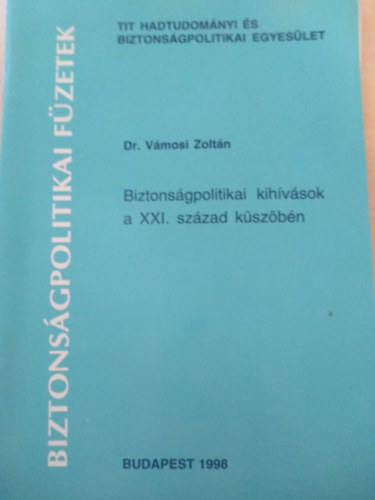 TIT HADTUDOMÁNYI ÉS
BIZTONSÁGPOLITIKAI EGYESÜLET
Dr. Vámosi Zoltán
Biztonságpolitikai kihívások
a XXI. század küszöbén
BIZTONSÁGPOLITIKAI FÜZETEK
BUDAPEST 1998